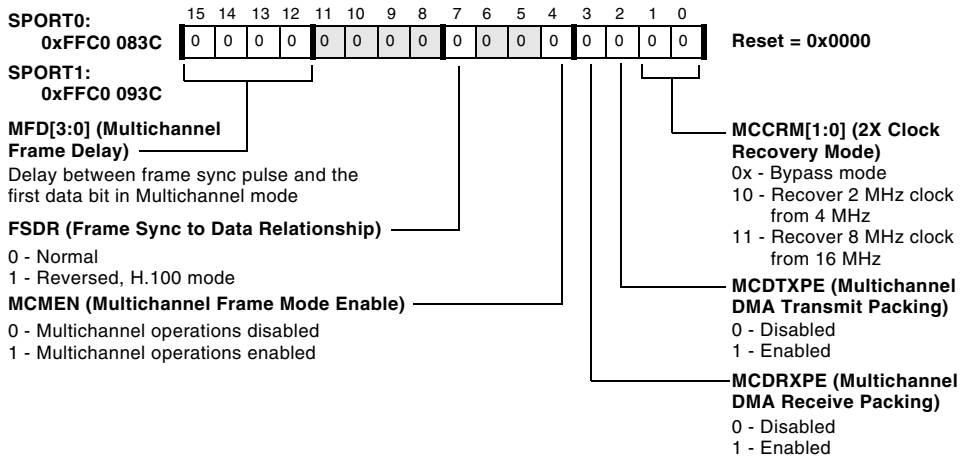 15 14 13 12 11 10 9 8 7 6 5 4 3 2 1 0
SPORT0:
0xFFC0 083C
0 0 0 0 0 0 0 0 0 0 0 0 0 0 0 0
Reset = 0x0000
SPORT1:
0xFFC0 093C
MFD[3:0] (Multichannel
Frame Delay)
Delay between frame sync pulse and the
first data bit in Multichannel mode
FSDR (Frame Sync to Data Relationship)
0 - Normal
1 - Reversed, H.100 mode
MCMEN (Multichannel Frame Mode Enable)
0 - Multichannel operations disabled
1 - Multichannel operations enabled
MCCRM[1:0] (2X Clock
Recovery Mode)
0x - Bypass mode
10 - Recover 2 MHz clock
from 4 MHz
11 - Recover 8 MHz clock
from 16 MHz
MCDTXPE (Multichannel
DMA Transmit Packing)
0 - Disabled
1 - Enabled
MCDRXPE (Multichannel
DMA Receive Packing)
0 - Disabled
1 - Enabled